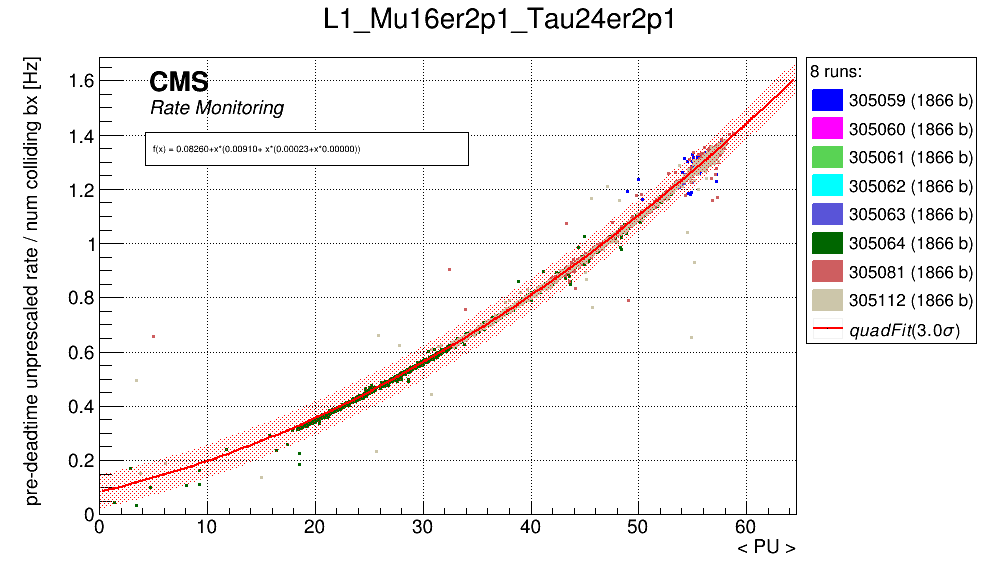 L1_Mu16er2p1_Tau24er2p1
pre-deadtime unprescaled rate / num colliding bx [Hz]
CMS
Rate Monitoring
f(x) = 0.08260+x*(0.00910+ x*(0.00023+x*0.00000))
1.6
1.4
1.2
1
0.8
0.6
0.4
0.2
0
0 10 20 30 40 50 60
< PU >
8 runs:
305059 (1866 b)
305060 (1866 b)
305061 (1866 b)
305062 (1866 b)
305063 (1866 b)
305064 (1866 b)
305081 (1866 b)
305112 (1866 b)
quadFit(3.0σ)